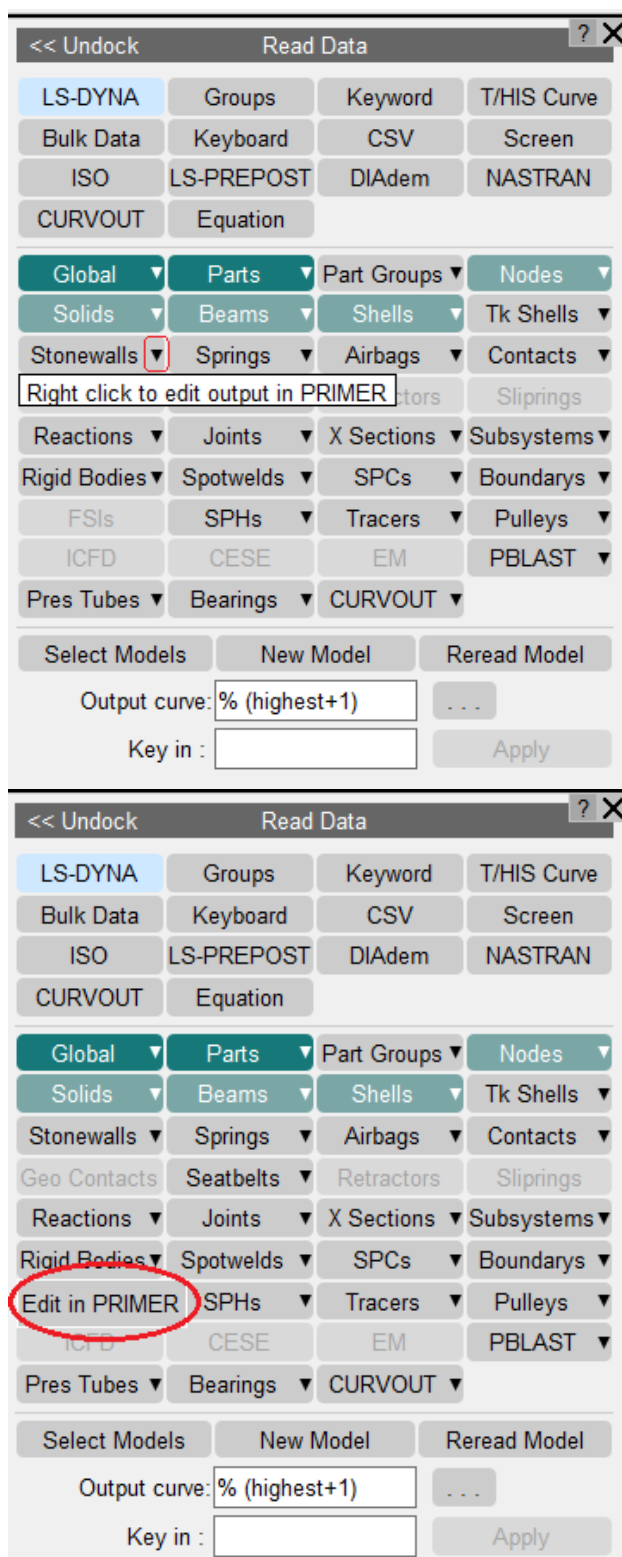 << Undock Read Data ? X
LS-DYNA Groups Keyword T/HIS Curve
Bulk Data Keyboard CSV Screen
ISO LS-PREPOST DIAdem NASTRAN
CURVOUT Equation
Global ▼ Parts ▼ Part Groups ▼ Nodes ▼
Solids ▼ Beams ▼ Shells ▼ Tk Shells ▼
Stonewalls ▼ Springs ▼ Airbags ▼ Contacts ▼
Right click to edit output in PRIMER ctors Sliprings
Reactions ▼ Joints ▼ X Sections ▼ Subsystems ▼
Rigid Bodies ▼ Spotwelds ▼ SPCs ▼ Boundarys ▼
FSIs SPHs ▼ Tracers ▼ Pulleys ▼
ICFD CESE EM PBLAST ▼
Pres Tubes ▼ Bearings ▼ CURVOUT ▼
Select Models New Model Reread Model
Output curve: % (highest+1) . . .
Key in : Apply
<< Undock Read Data ? X
LS-DYNA Groups Keyword T/HIS Curve
Bulk Data Keyboard CSV Screen
ISO LS-PREPOST DIAdem NASTRAN
CURVOUT Equation
Global ▼ Parts ▼ Part Groups ▼ Nodes ▼
Solids ▼ Beams ▼ Shells ▼ Tk Shells ▼
Stonewalls ▼ Springs ▼ Airbags ▼ Contacts ▼
Geo Contacts Seatbelts ▼ Retractors Sliprings
Reactions ▼ Joints ▼ X Sections ▼ Subsystems ▼
Rigid Bodies ▼ Spotwelds ▼ SPCs ▼ Boundarys ▼
Edit in PRIMER SPHs ▼ Tracers ▼ Pulleys ▼
ICFD CESE EM PBLAST ▼
Pres Tubes ▼ Bearings ▼ CURVOUT ▼
Select Models New Model Reread Model
Output curve: % (highest+1) . . .
Key in : Apply